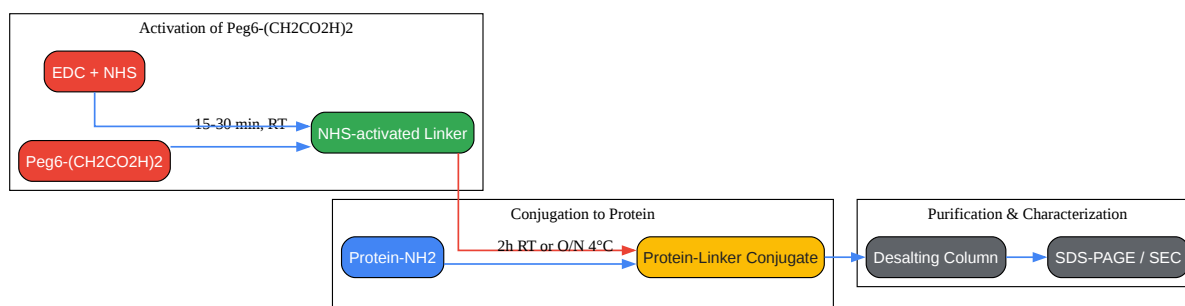 Activation of Peg6-(CH2CO2H)2
EDC + NHS
15-30 min, RT
NHS-activated Linker
Peg6-(CH2CO2H)2
Conjugation to Protein
Purification & Characterization
2h RT or O/N 4°C
Protein-NH2
Protein-Linker Conjugate
Desalting Column
SDS-PAGE / SEC